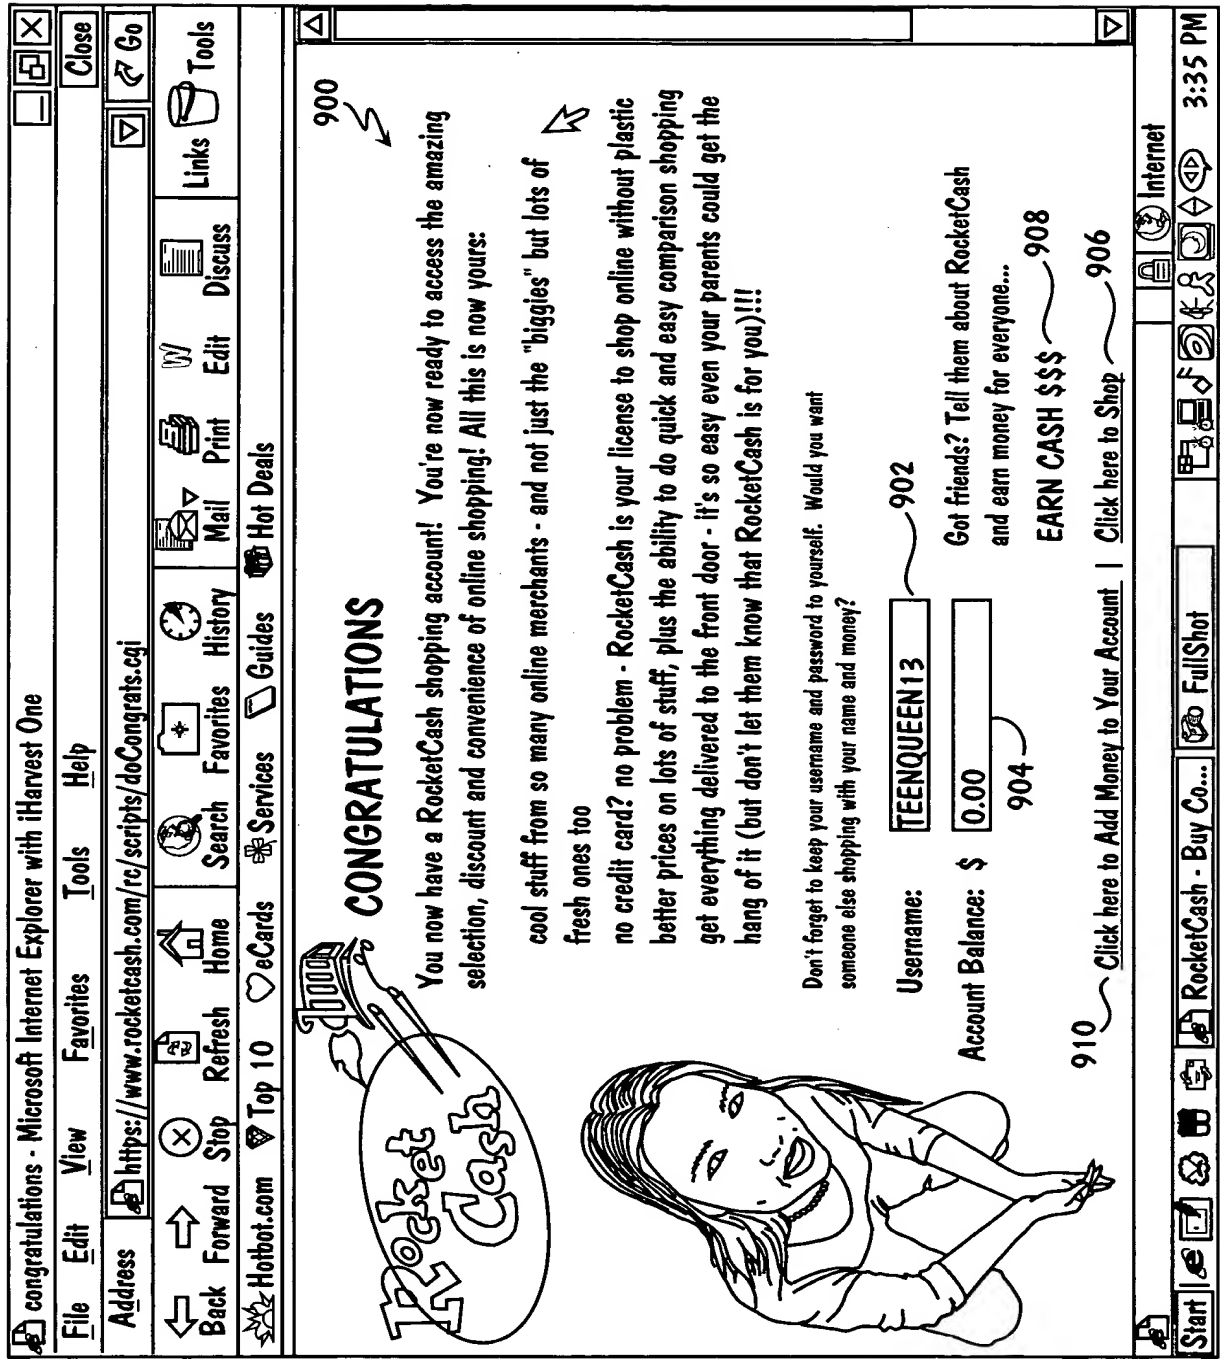 congratulations - Microsoft Internet Explorer with iHarvest One
File Edit View Favorites Tools Help Close
Address https://www.rocketcash.com/rc/scripts/doCongrats.cgi Go
Back Forward Stop Refresh Home Search Favorites History Mail Print Edit Discuss Links Tools
Hotbot.com Top 10 eCards Services Guides Hot Deals
900
Rocket
Cash
CONGRATULATIONS
You now have a RocketCash shopping account! You're now ready to access the amazing
selection, discount and convenience of online shopping! All this is now yours:
cool stuff from so many online merchants - and not just the "biggies" but lots of
fresh ones too
no credit card? no problem - RocketCash is your license to shop online without plastic
better prices on lots of stuff, plus the ability to do quick and easy comparison shopping
get everything delivered to the front door - it's so easy even your parents could get the
hang of it (but don't let them know that RocketCash is for you)!!!
Don't forget to keep your username and password to yourself. Would you want
someone else shopping with your name and money?
Username: TEENQUEEN13 902
Account Balance: $ 0.00
904
Got friends? Tell them about RocketCash
and earn money for everyone...
EARN CASH $$$ 908
910 Click here to Add Money to Your Account | Click here to Shop 906
Internet
Start RocketCash - Buy Co... FullShot 3:35 PM